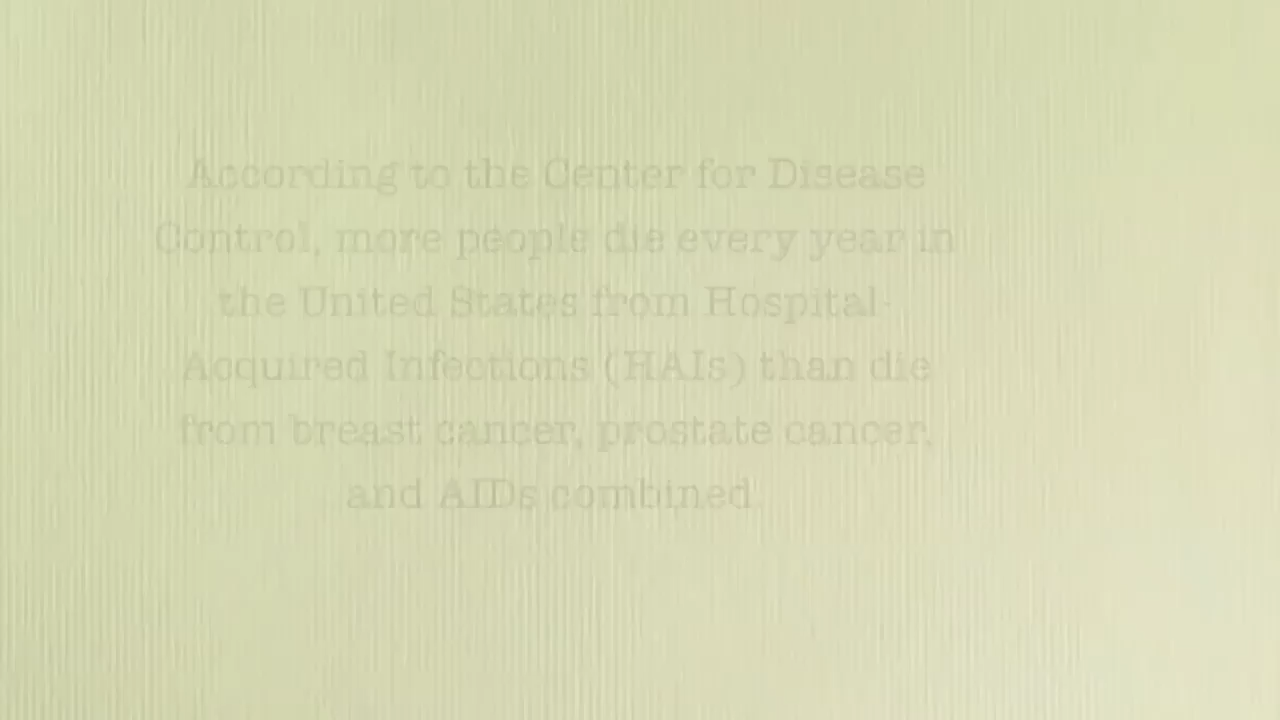 According to the Center for Disease
Control, more people die every year in
the United States from Hospital-
Acquired Infections (HAIs) than die
from breast cancer, prostate cancer,
and AIDs combined.